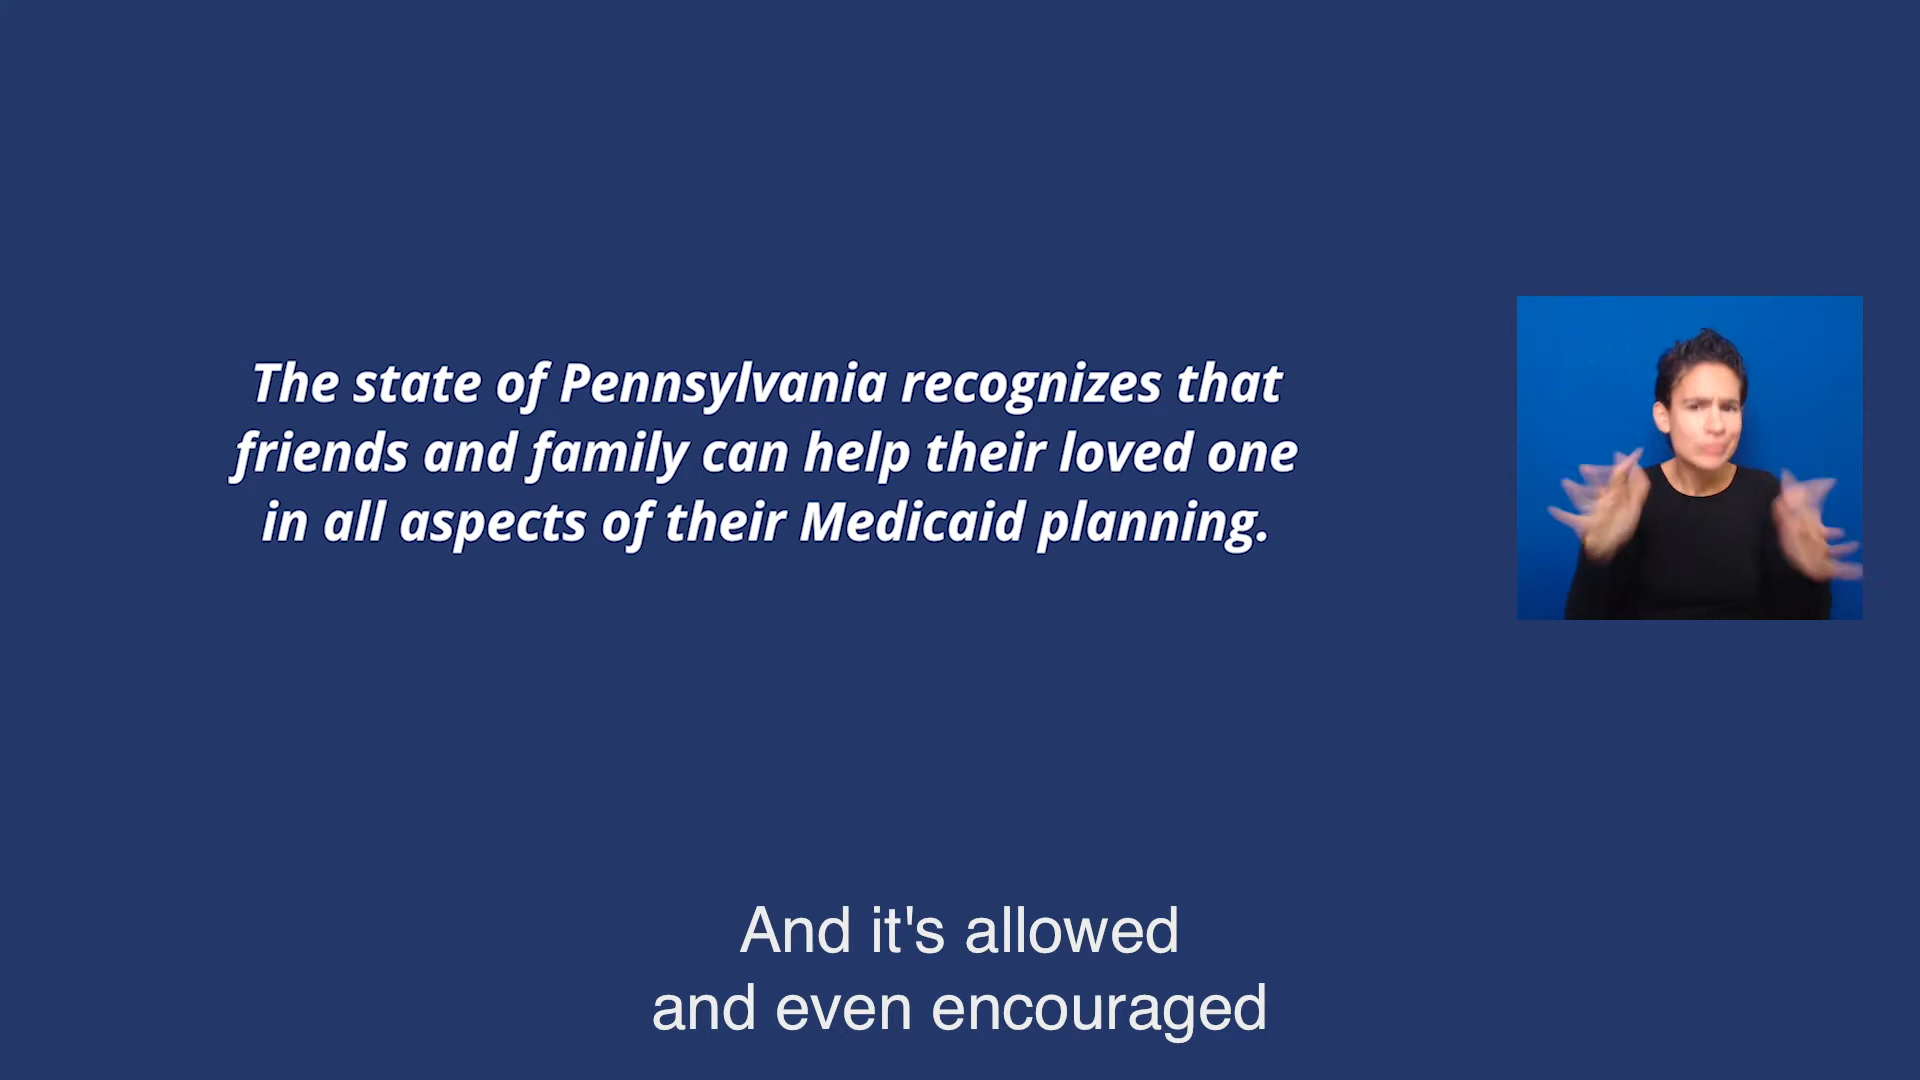 The state of Pennsylvania recognizes that
friends and family can help their loved one
in all aspects of their Medicaid planning.
And it's allowed
and even encouraged